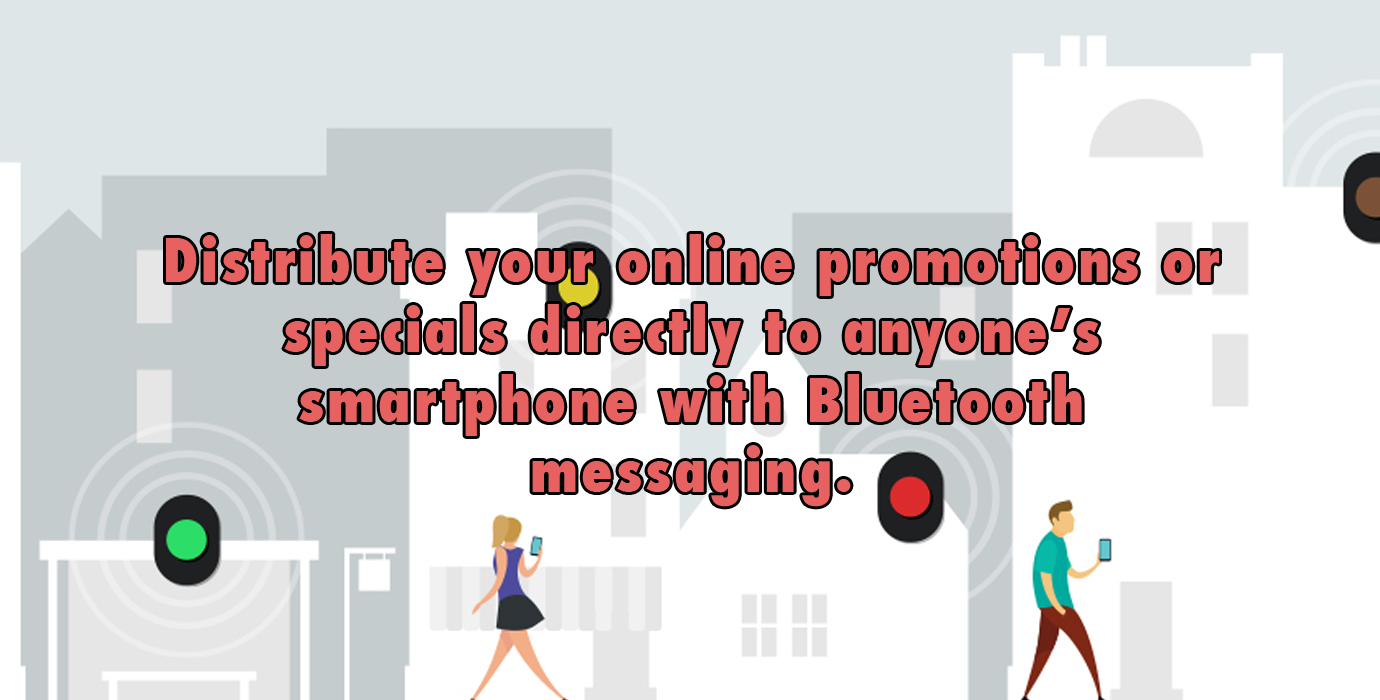 Distribute your online promotions or
specials directly to anyone’s
smartphone with Bluetooth
messaging.